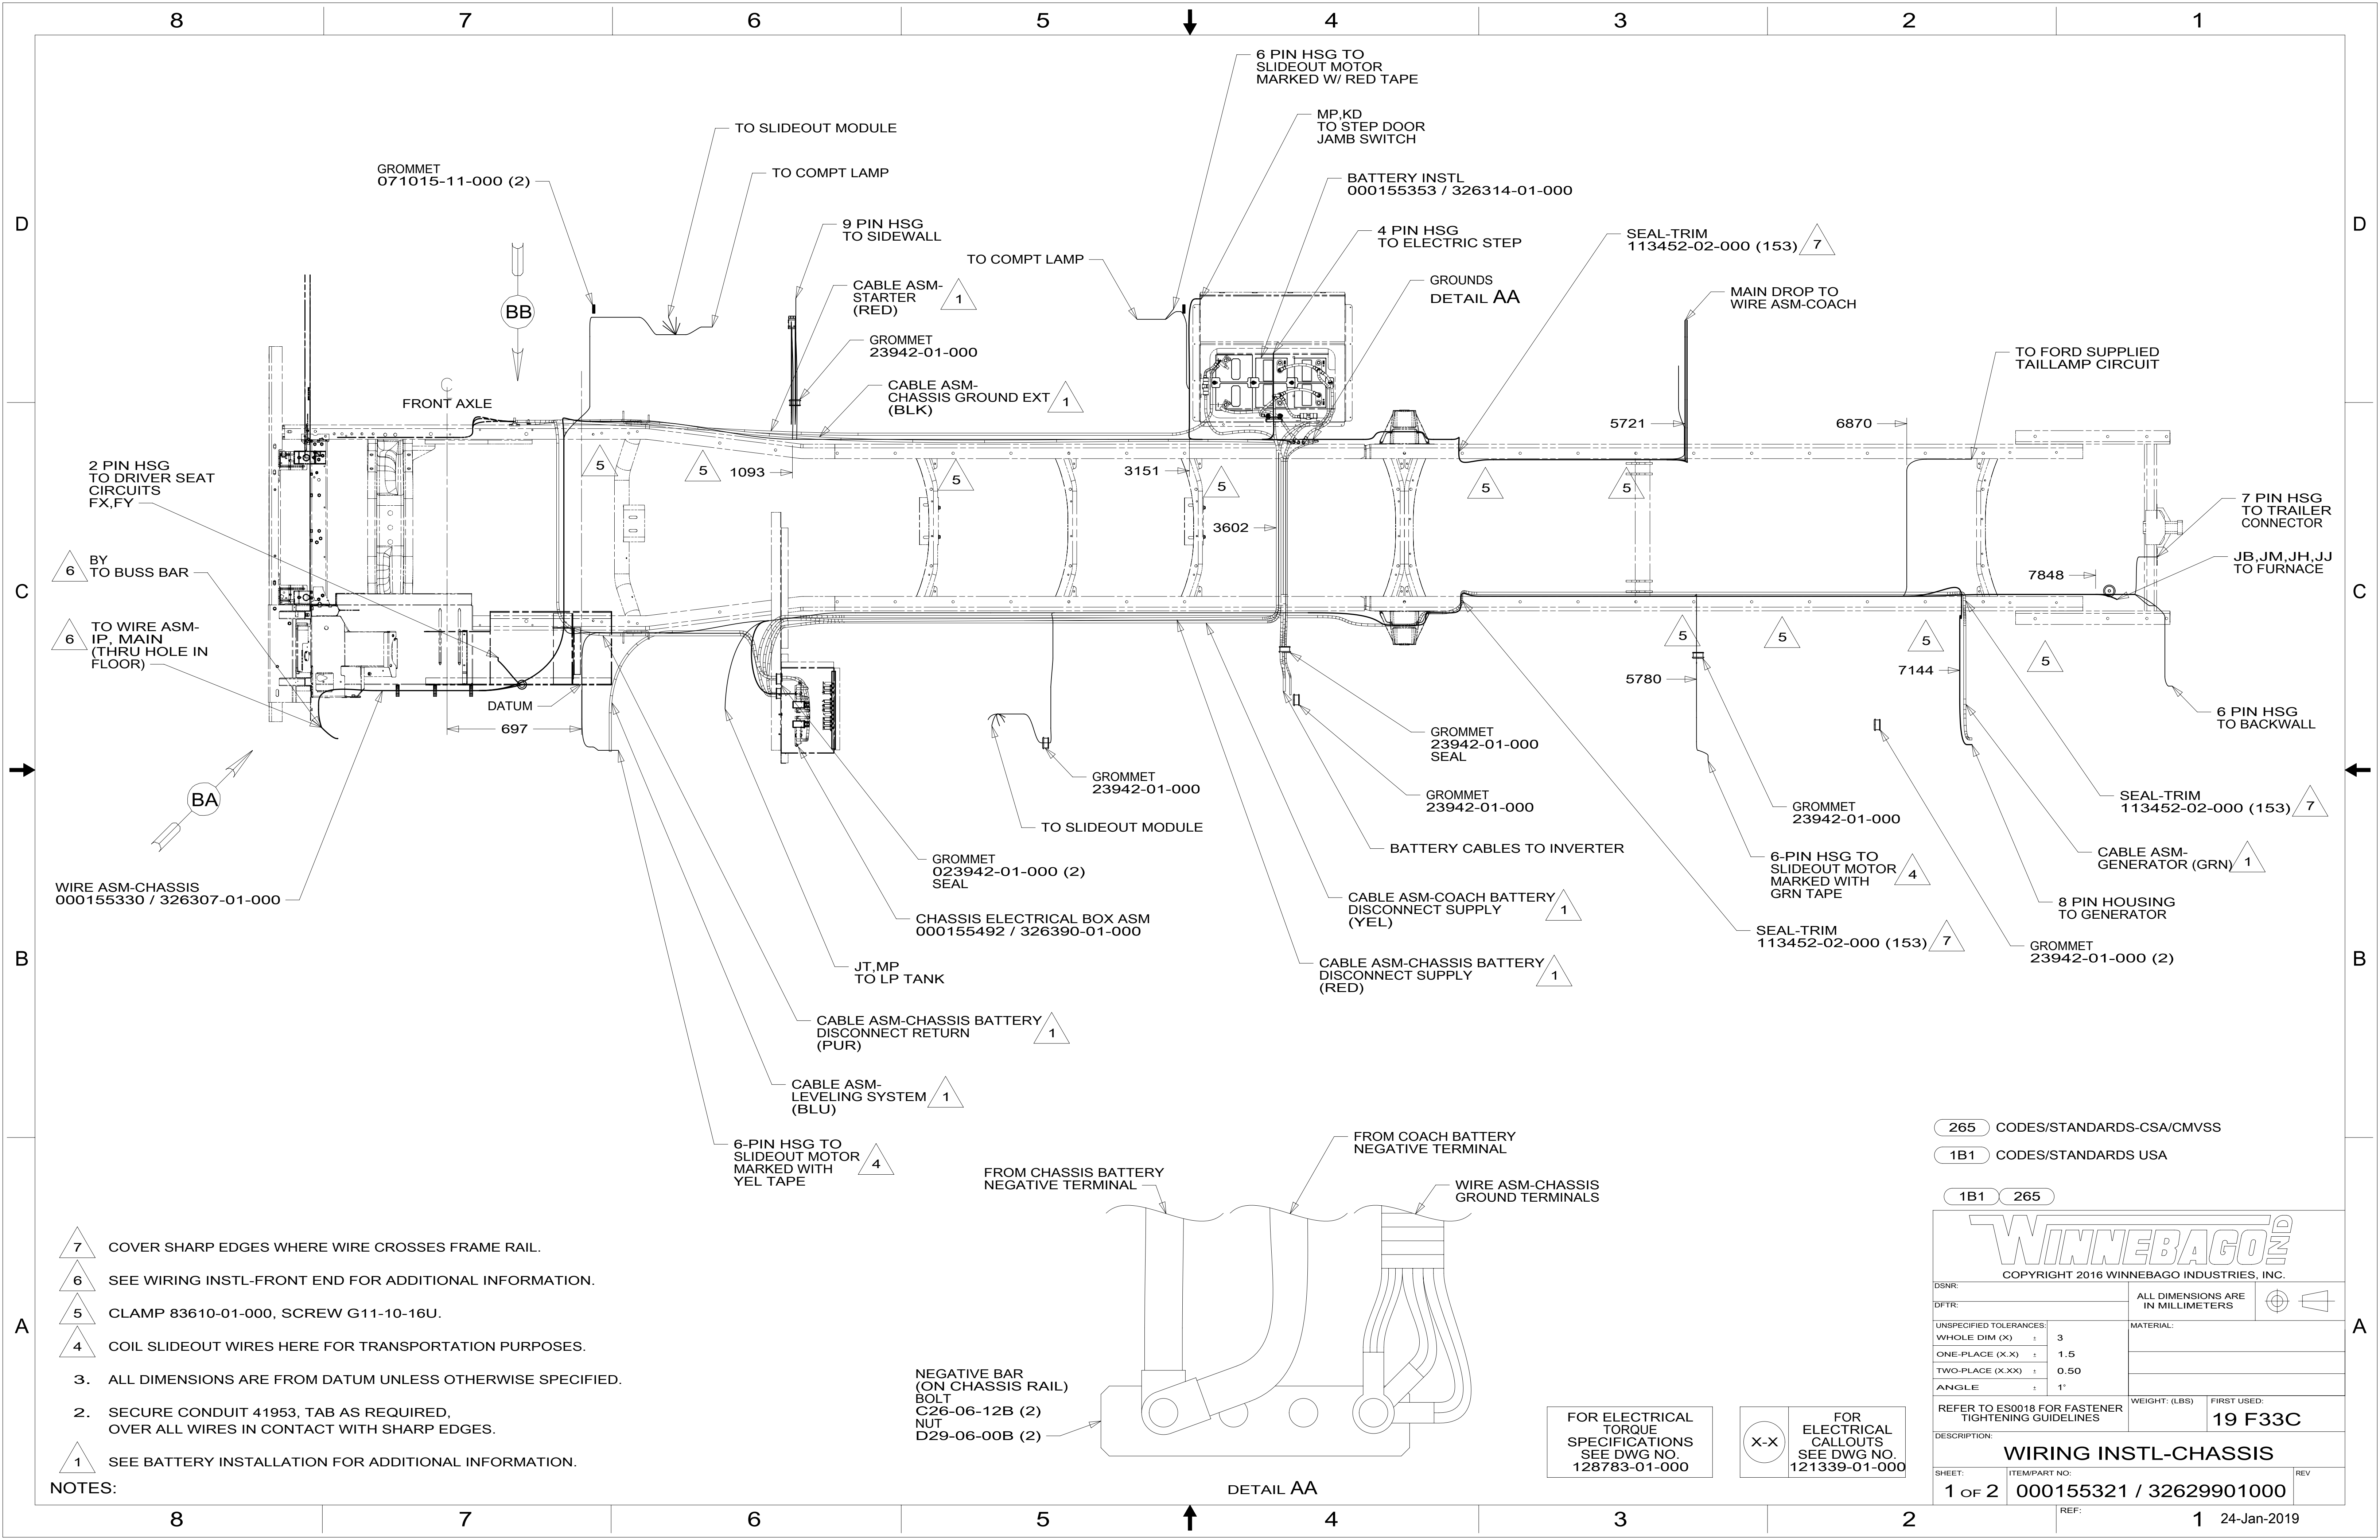 8 7 6 5 4 3 2 1
6 PIN HSG TO
SLIDEOUT MOTOR
MARKED W/ RED TAPE
MP,KD
TO STEP DOOR
JAMB SWITCH
TO SLIDEOUT MODULE
GROMMET
071015-11-000 (2)
TO COMPT LAMP
BATTERY INSTL
000155353 / 326314-01-000
D
D
9 PIN HSG
TO SIDEWALL
4 PIN HSG
TO ELECTRIC STEP
SEAL-TRIM
113452-02-000 (153)
7
TO COMPT LAMP
CABLE ASM-
STARTER
(RED)
1
GROUNDS
DETAIL AA
MAIN DROP TO
WIRE ASM-COACH
BB
GROMMET
23942-01-000
TO FORD SUPPLIED
TAILLAMP CIRCUIT
CABLE ASM-
CHASSIS GROUND EXT
(BLK)
1
C
FRONT AXLE
5721
6870
2 PIN HSG
TO DRIVER SEAT
CIRCUITS
FX,FY
5
5
1093
5
3151
5
5
5
3602
7 PIN HSG
TO TRAILER
CONNECTOR
6
BY
TO BUSS BAR
JB,JM,JH,JJ
TO FURNACE
7848
C
C
6
TO WIRE ASM-
IP, MAIN
(THRU HOLE IN
FLOOR)
5
5
5
5
5780
7144
DATUM
697
6 PIN HSG
TO BACKWALL
GROMMET
23942-01-000
SEAL
BA
GROMMET
23942-01-000
GROMMET
23942-01-000
GROMMET
23942-01-000
SEAL-TRIM
113452-02-000 (153)
7
TO SLIDEOUT MODULE
BATTERY CABLES TO INVERTER
GROMMET
023942-01-000 (2)
SEAL
6-PIN HSG TO
SLIDEOUT MOTOR
MARKED WITH
GRN TAPE
4
CABLE ASM-
GENERATOR (GRN)
1
WIRE ASM-CHASSIS
000155330 / 326307-01-000
CABLE ASM-COACH BATTERY
DISCONNECT SUPPLY
(YEL)
1
8 PIN HOUSING
TO GENERATOR
CHASSIS ELECTRICAL BOX ASM
000155492 / 326390-01-000
SEAL-TRIM
113452-02-000 (153)
7
GROMMET
23942-01-000 (2)
B
B
JT,MP
TO LP TANK
CABLE ASM-CHASSIS BATTERY
DISCONNECT SUPPLY
(RED)
1
CABLE ASM-CHASSIS BATTERY
DISCONNECT RETURN
(PUR)
1
CABLE ASM-
LEVELING SYSTEM
(BLU)
1
6-PIN HSG TO
SLIDEOUT MOTOR
MARKED WITH
YEL TAPE
4
FROM COACH BATTERY
NEGATIVE TERMINAL
FROM CHASSIS BATTERY
NEGATIVE TERMINAL
WIRE ASM-CHASSIS
GROUND TERMINALS
NEGATIVE BAR
(ON CHASSIS RAIL)
BOLT
C26-06-12B (2)
NUT
D29-06-00B (2)
DETAIL AA
7 COVER SHARP EDGES WHERE WIRE CROSSES FRAME RAIL.
6 SEE WIRING INSTL-FRONT END FOR ADDITIONAL INFORMATION.
5 CLAMP 83610-01-000, SCREW G11-10-16U.
4 COIL SLIDEOUT WIRES HERE FOR TRANSPORTATION PURPOSES.
3. ALL DIMENSIONS ARE FROM DATUM UNLESS OTHERWISE SPECIFIED.
2. SECURE CONDUIT 41953, TAB AS REQUIRED,
OVER ALL WIRES IN CONTACT WITH SHARP EDGES.
1 SEE BATTERY INSTALLATION FOR ADDITIONAL INFORMATION.
NOTES:
A
A
FOR ELECTRICAL
TORQUE
SPECIFICATIONS
SEE DWG NO.
128783-01-000
X-X
FOR
ELECTRICAL
CALLOUTS
SEE DWG NO.
121339-01-000
265 CODES/STANDARDS-CSA/CMVSS
1B1 CODES/STANDARDS USA
1B1 265
WINNEBAGO IND
COPYRIGHT 2016 WINNEBAGO INDUSTRIES, INC.
DSNR:
DFTR:
ALL DIMENSIONS ARE
IN MILLIMETERS
UNSPECIFIED TOLERANCES:
WHOLE DIM (X) ± 3
ONE-PLACE (X.X) ± 1.5
TWO-PLACE (X.XX) ± 0.50
ANGLE ± 1°
MATERIAL:
REFER TO ES0018 FOR FASTENER
TIGHTENING GUIDELINES
WEIGHT: (LBS)
FIRST USED:
19 F33C
DESCRIPTION:
WIRING INSTL-CHASSIS
SHEET:
1 OF 2
ITEM/PART NO:
000155321 / 32629901000
REV
REF:
8 7 6 5 4 3 2 1
24-Jan-2019